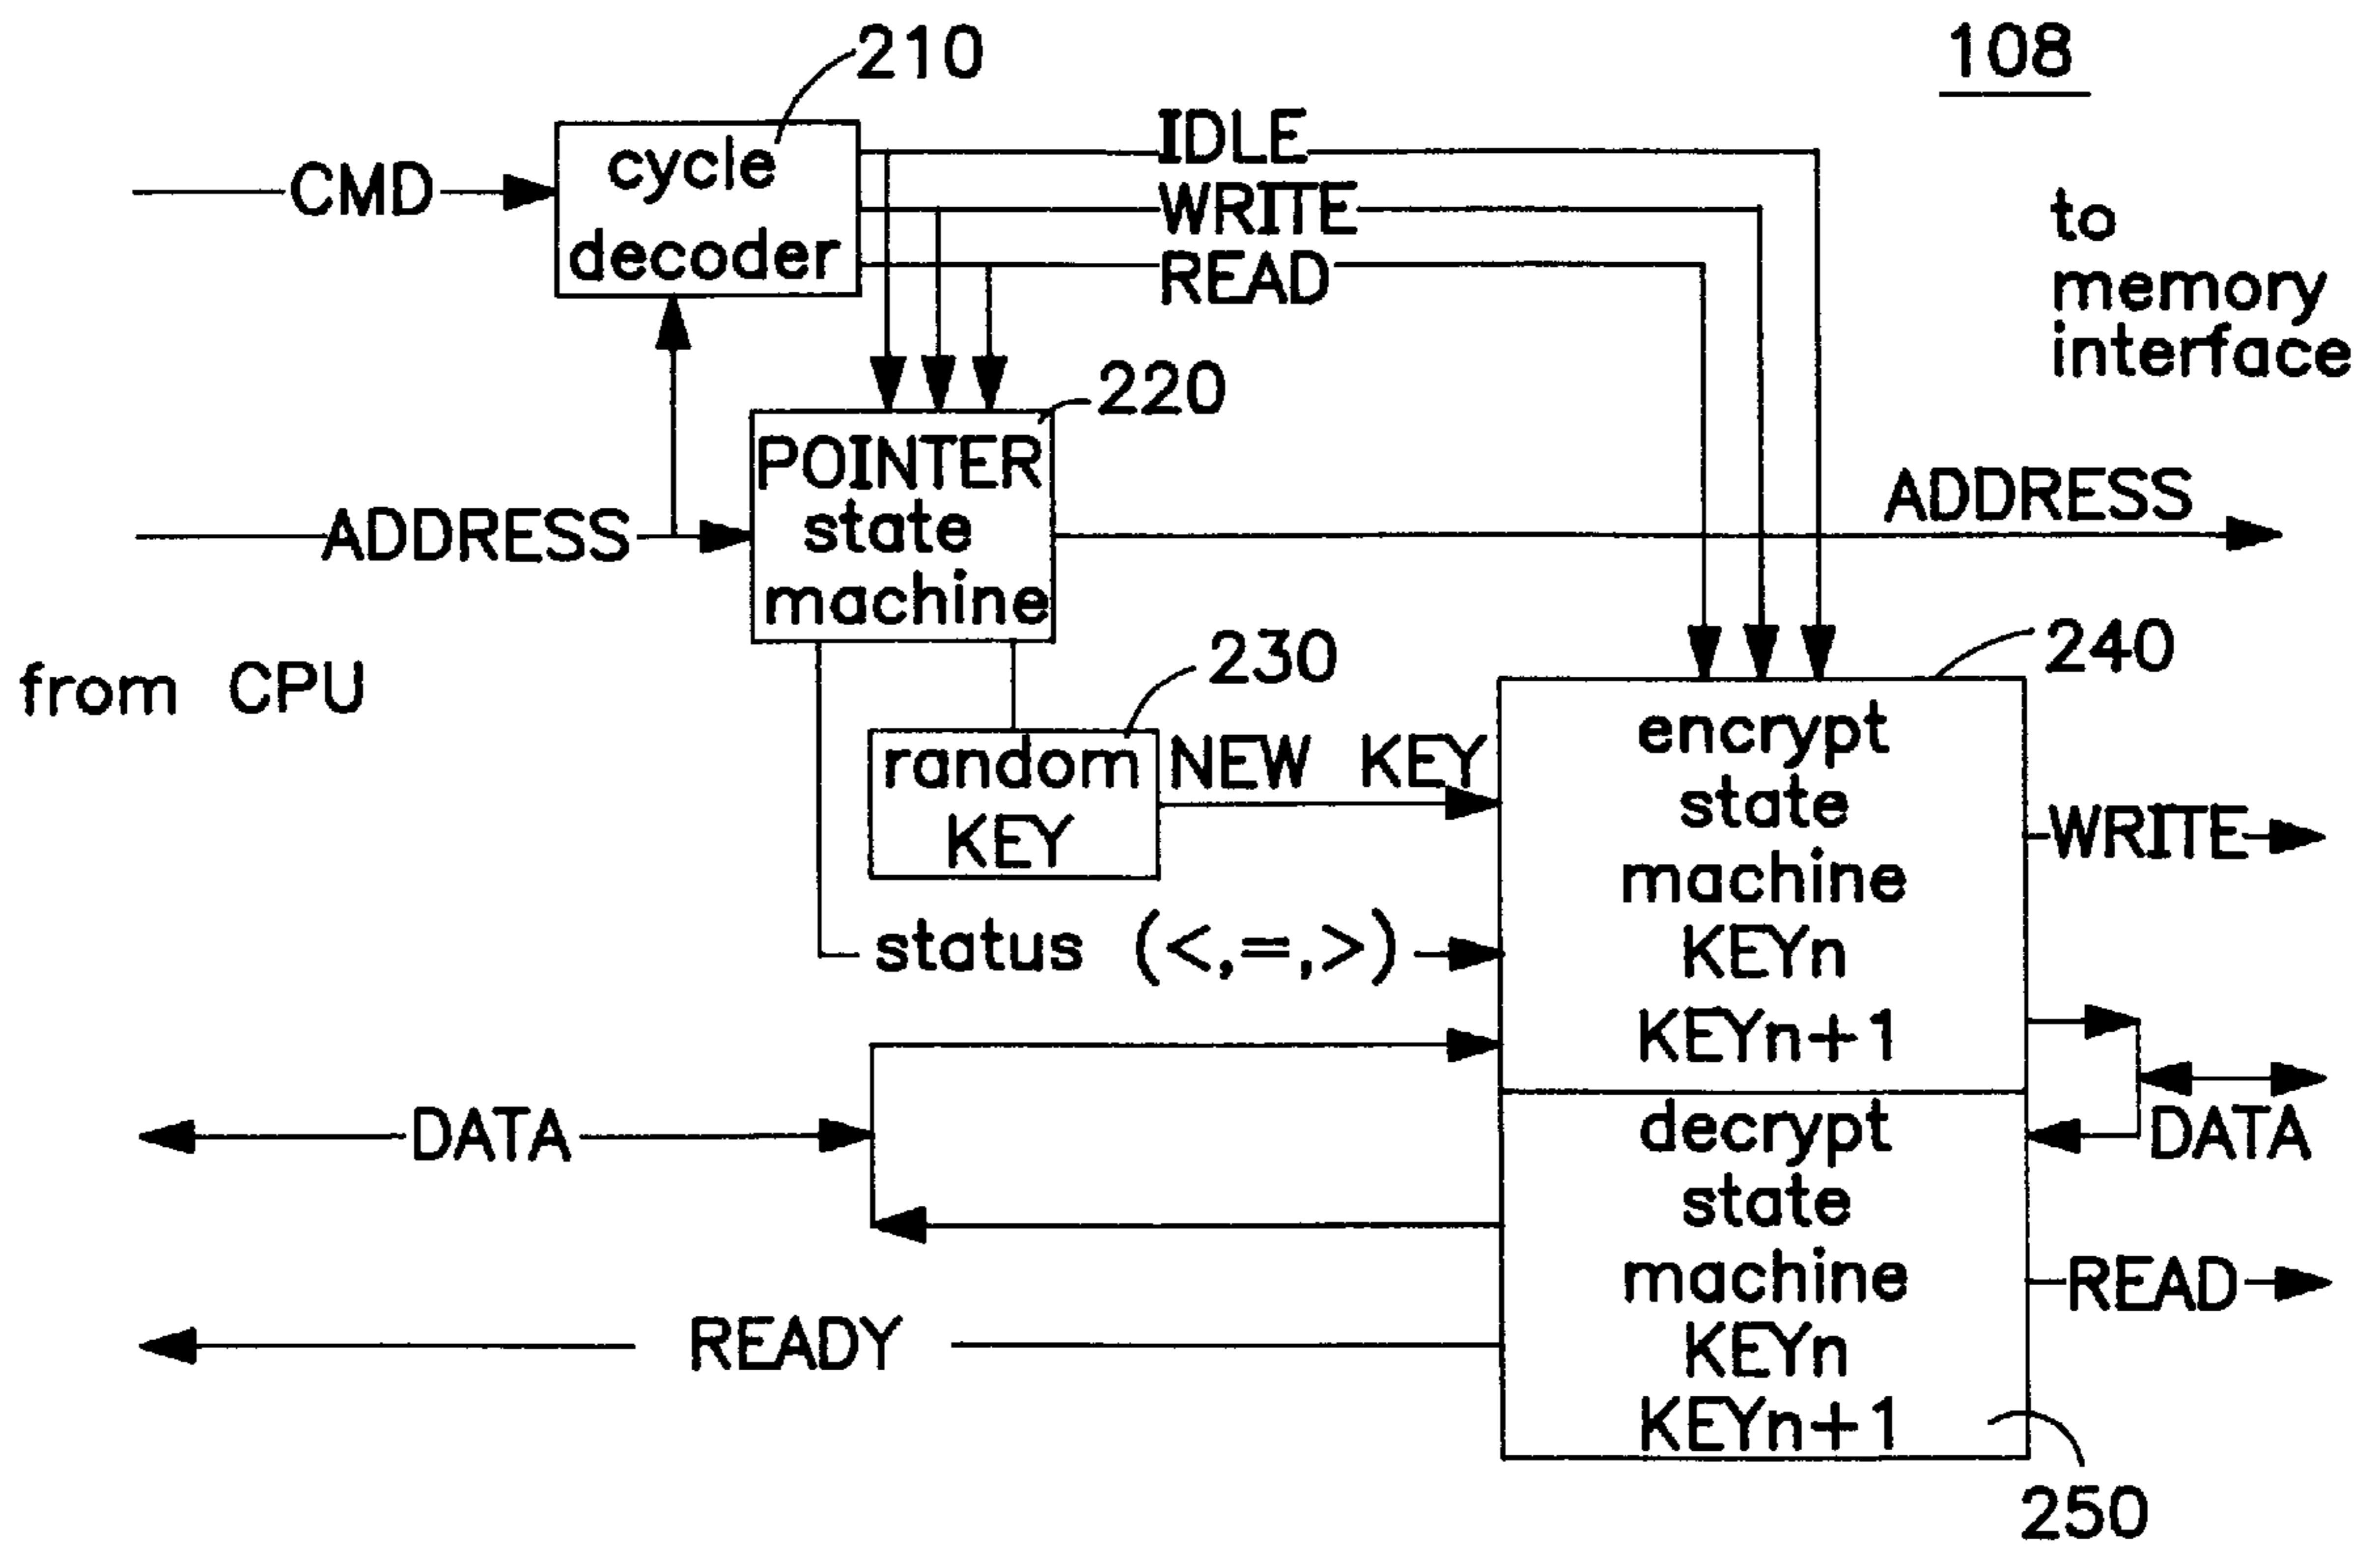 210
108
cycle
decoder
CMD
IDLE
WRITE
READ
to
memory
interface
220
POINTER
state
machine
ADDRESS
ADDRESS
from CPU
230
240
random
KEY
NEW KEY
status (<,=,>)
encrypt
state
machine
KEYn
KEYn+1
WRITE
DATA
DATA
decrypt
state
machine
KEYn
KEYn+1
READ
READY
250